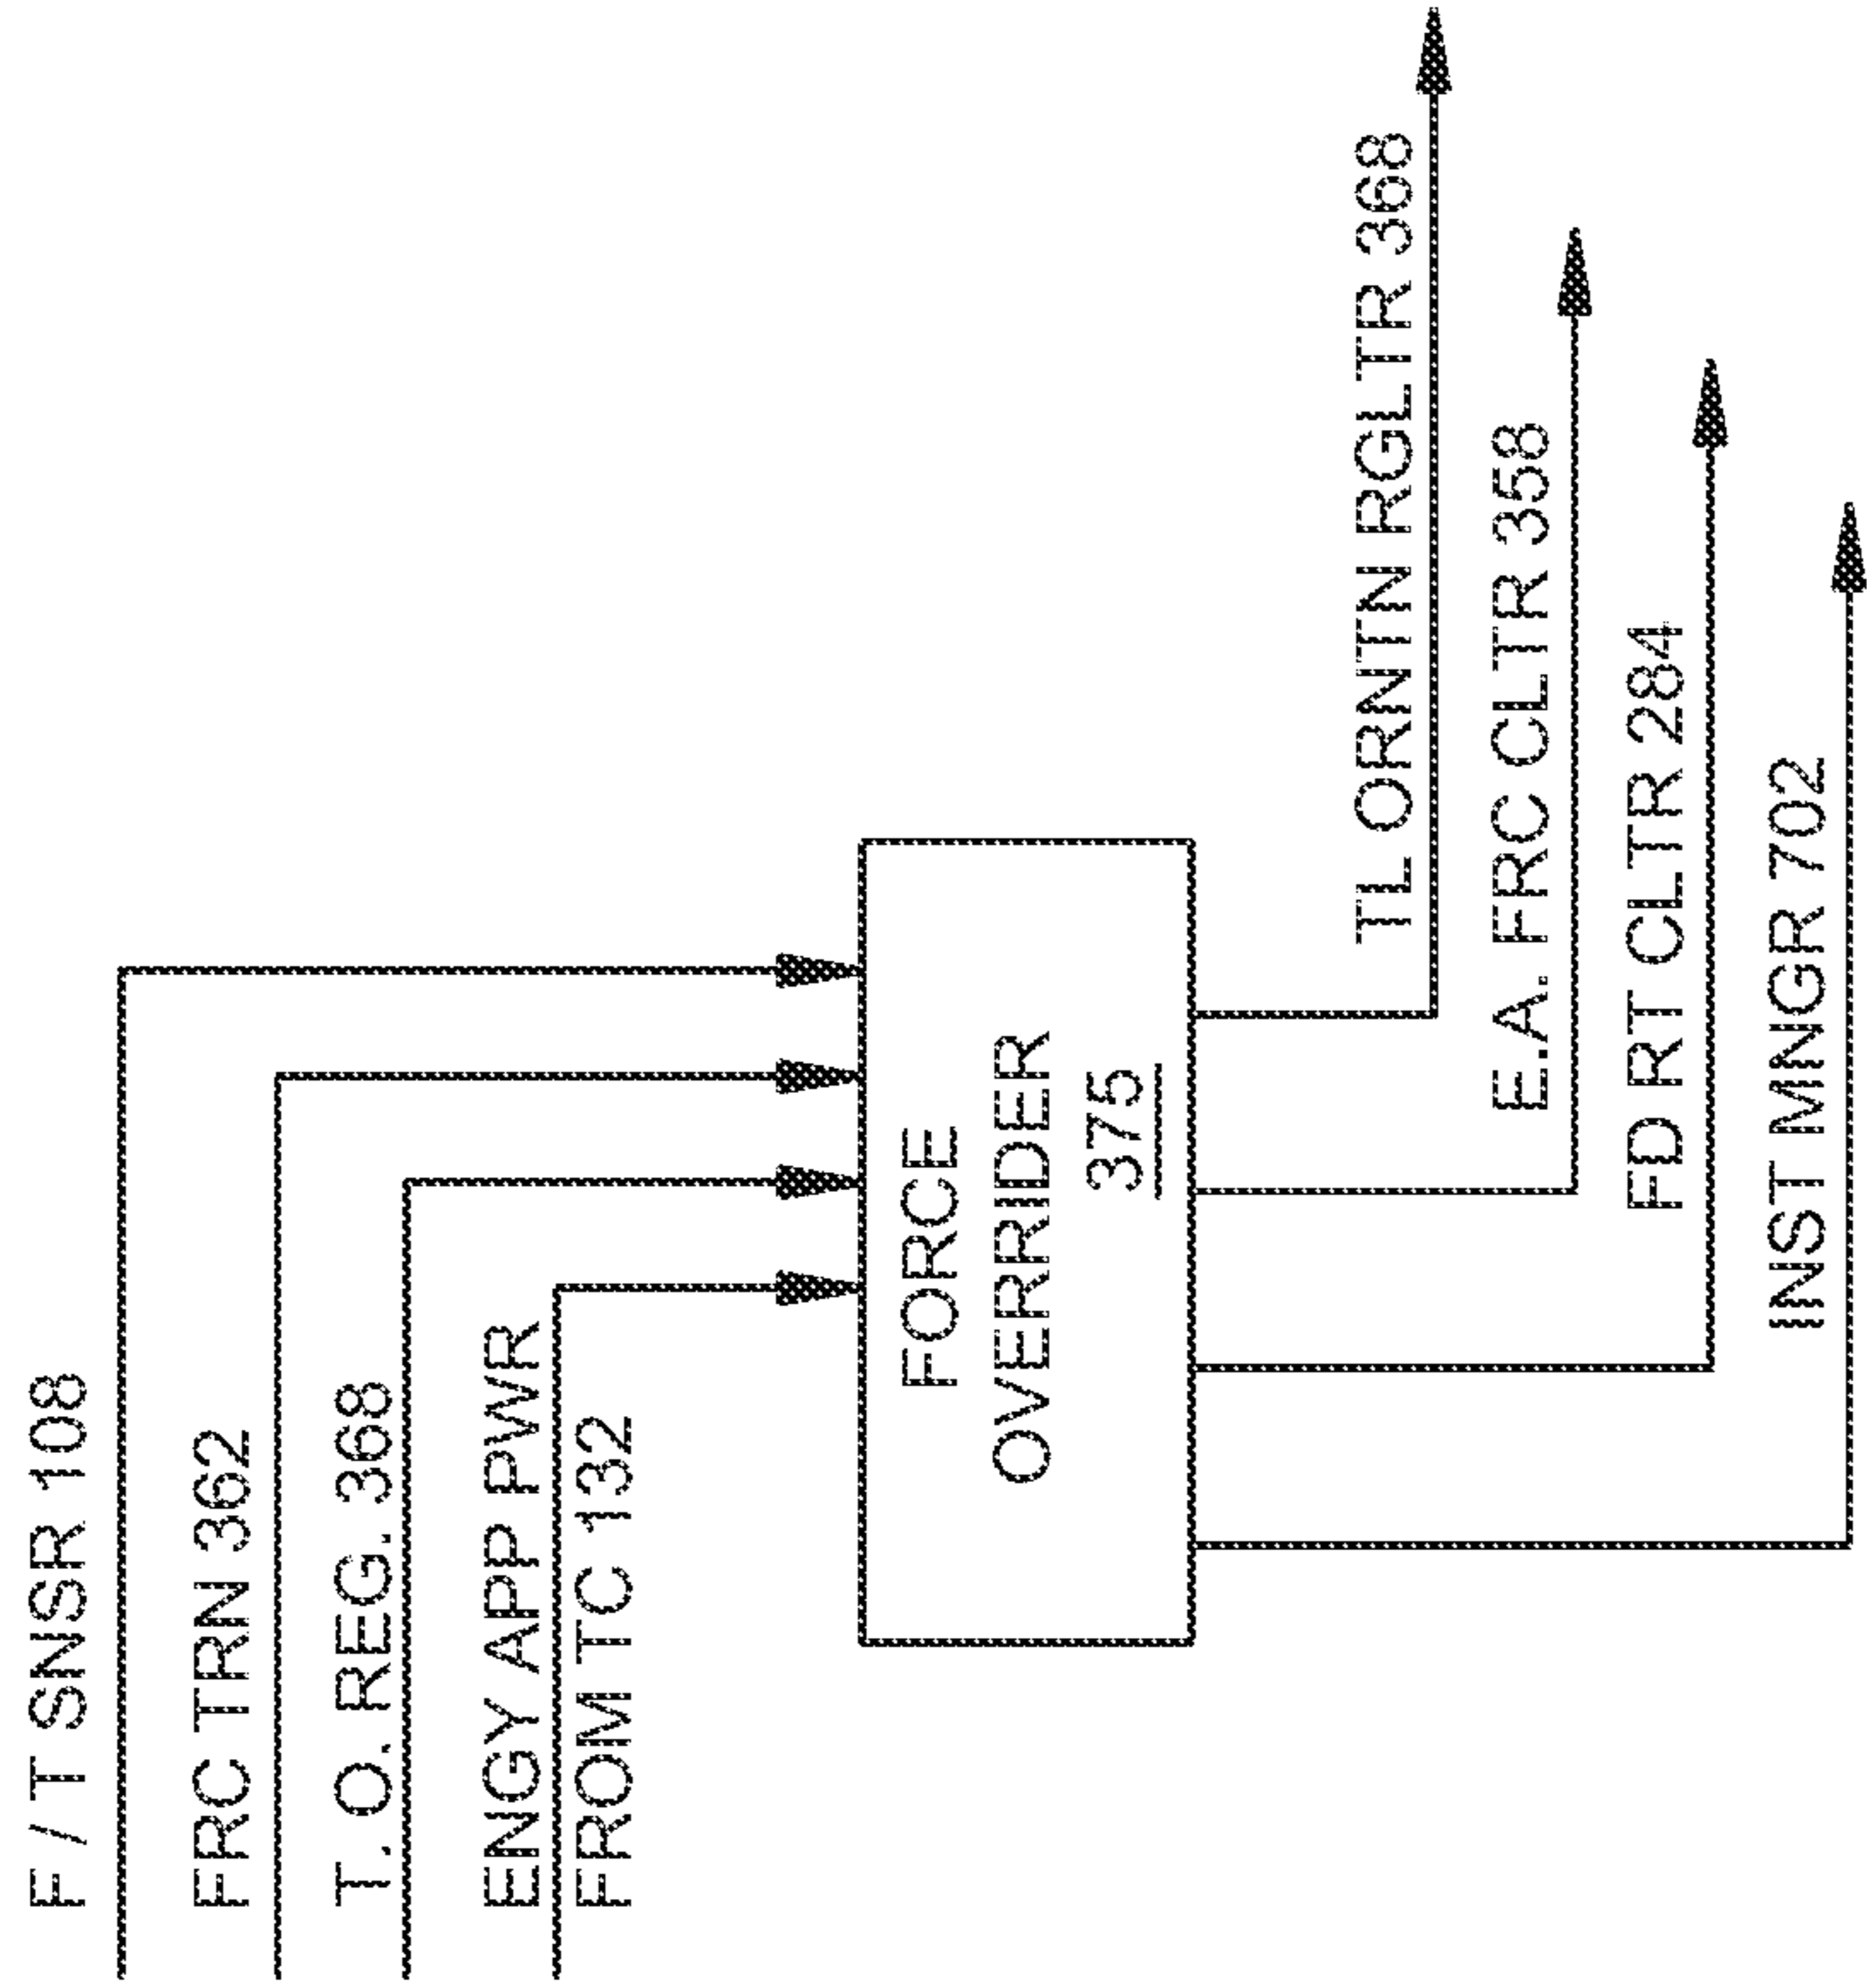 F / T SNSR 108
FRC TRN 362
T. O. REG. 368
ENGY APP PWR
FROM TC 132
FORCE
OVERRIDER
375
TL ORNTN RGLTR 368
E.A. FRC CLTR 358
FD RT CLTR 284
INST MNGR 702